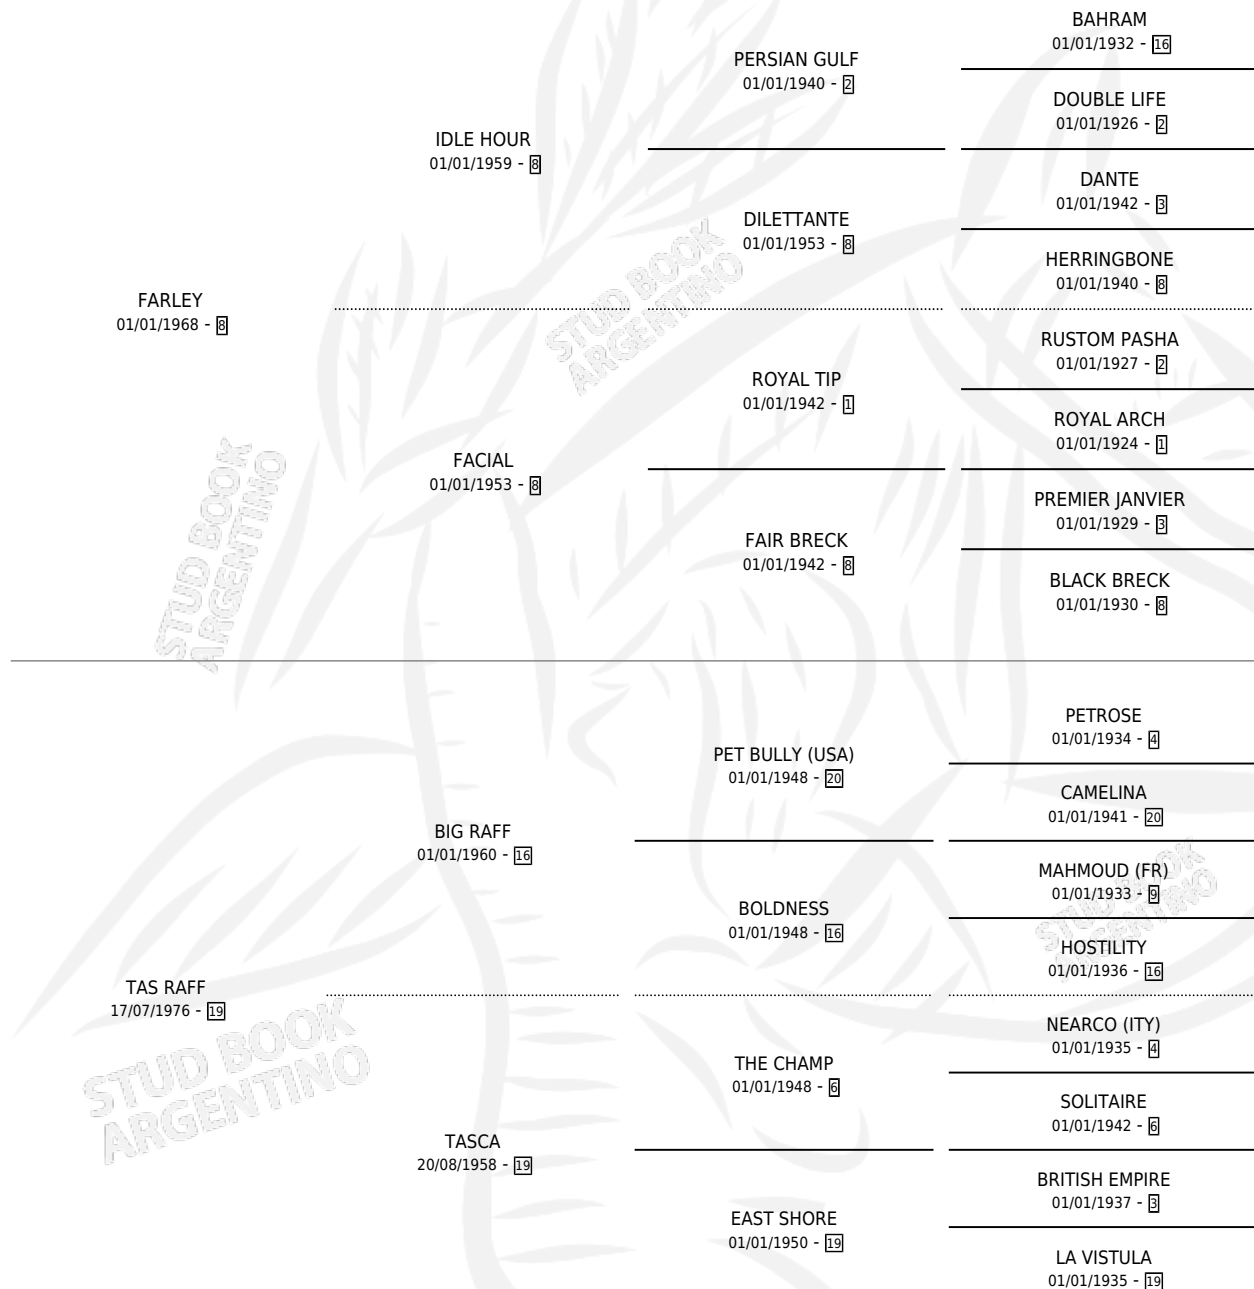 BAHRAM
01/01/1932 - 16
PERSIAN GULF
01/01/1940 - 2
DOUBLE LIFE
01/01/1926 - 2
IDLE HOUR
01/01/1959 - 8
DANTE
01/01/1942 - 3
DILETTANTE
01/01/1953 - 8
HERRINGBONE
01/01/1940 - 8
FARLEY
01/01/1968 - 8
RUSTOM PASHA
01/01/1927 - 2
ROYAL TIP
01/01/1942 - 1
ROYAL ARCH
01/01/1924 - 1
FACIAL
01/01/1953 - 8
PREMIER JANVIER
01/01/1929 - 3
FAIR BRECK
01/01/1942 - 8
BLACK BRECK
01/01/1930 - 8
PETROSE
01/01/1934 - 4
PET BULLY (USA)
01/01/1948 - 20
CAMELINA
01/01/1941 - 20
BIG RAFF
01/01/1960 - 16
MAHMOUD (FR)
01/01/1933 - 9
BOLDNESS
01/01/1948 - 16
HOSTILITY
01/01/1936 - 16
TAS RAFF
17/07/1976 - 19
NEARCO (ITY)
01/01/1935 - 4
THE CHAMP
01/01/1948 - 6
SOLITAIRE
01/01/1942 - 6
TASCA
20/08/1958 - 19
BRITISH EMPIRE
01/01/1937 - 3
EAST SHORE
01/01/1950 - 19
LA VISTULA
01/01/1935 - 19
STUD BOOK
ARGENTINO
STUD BOOK
ARGENTINO
STUD BOOK
ARGENTINO
STUD BOOK
ARGENTINO